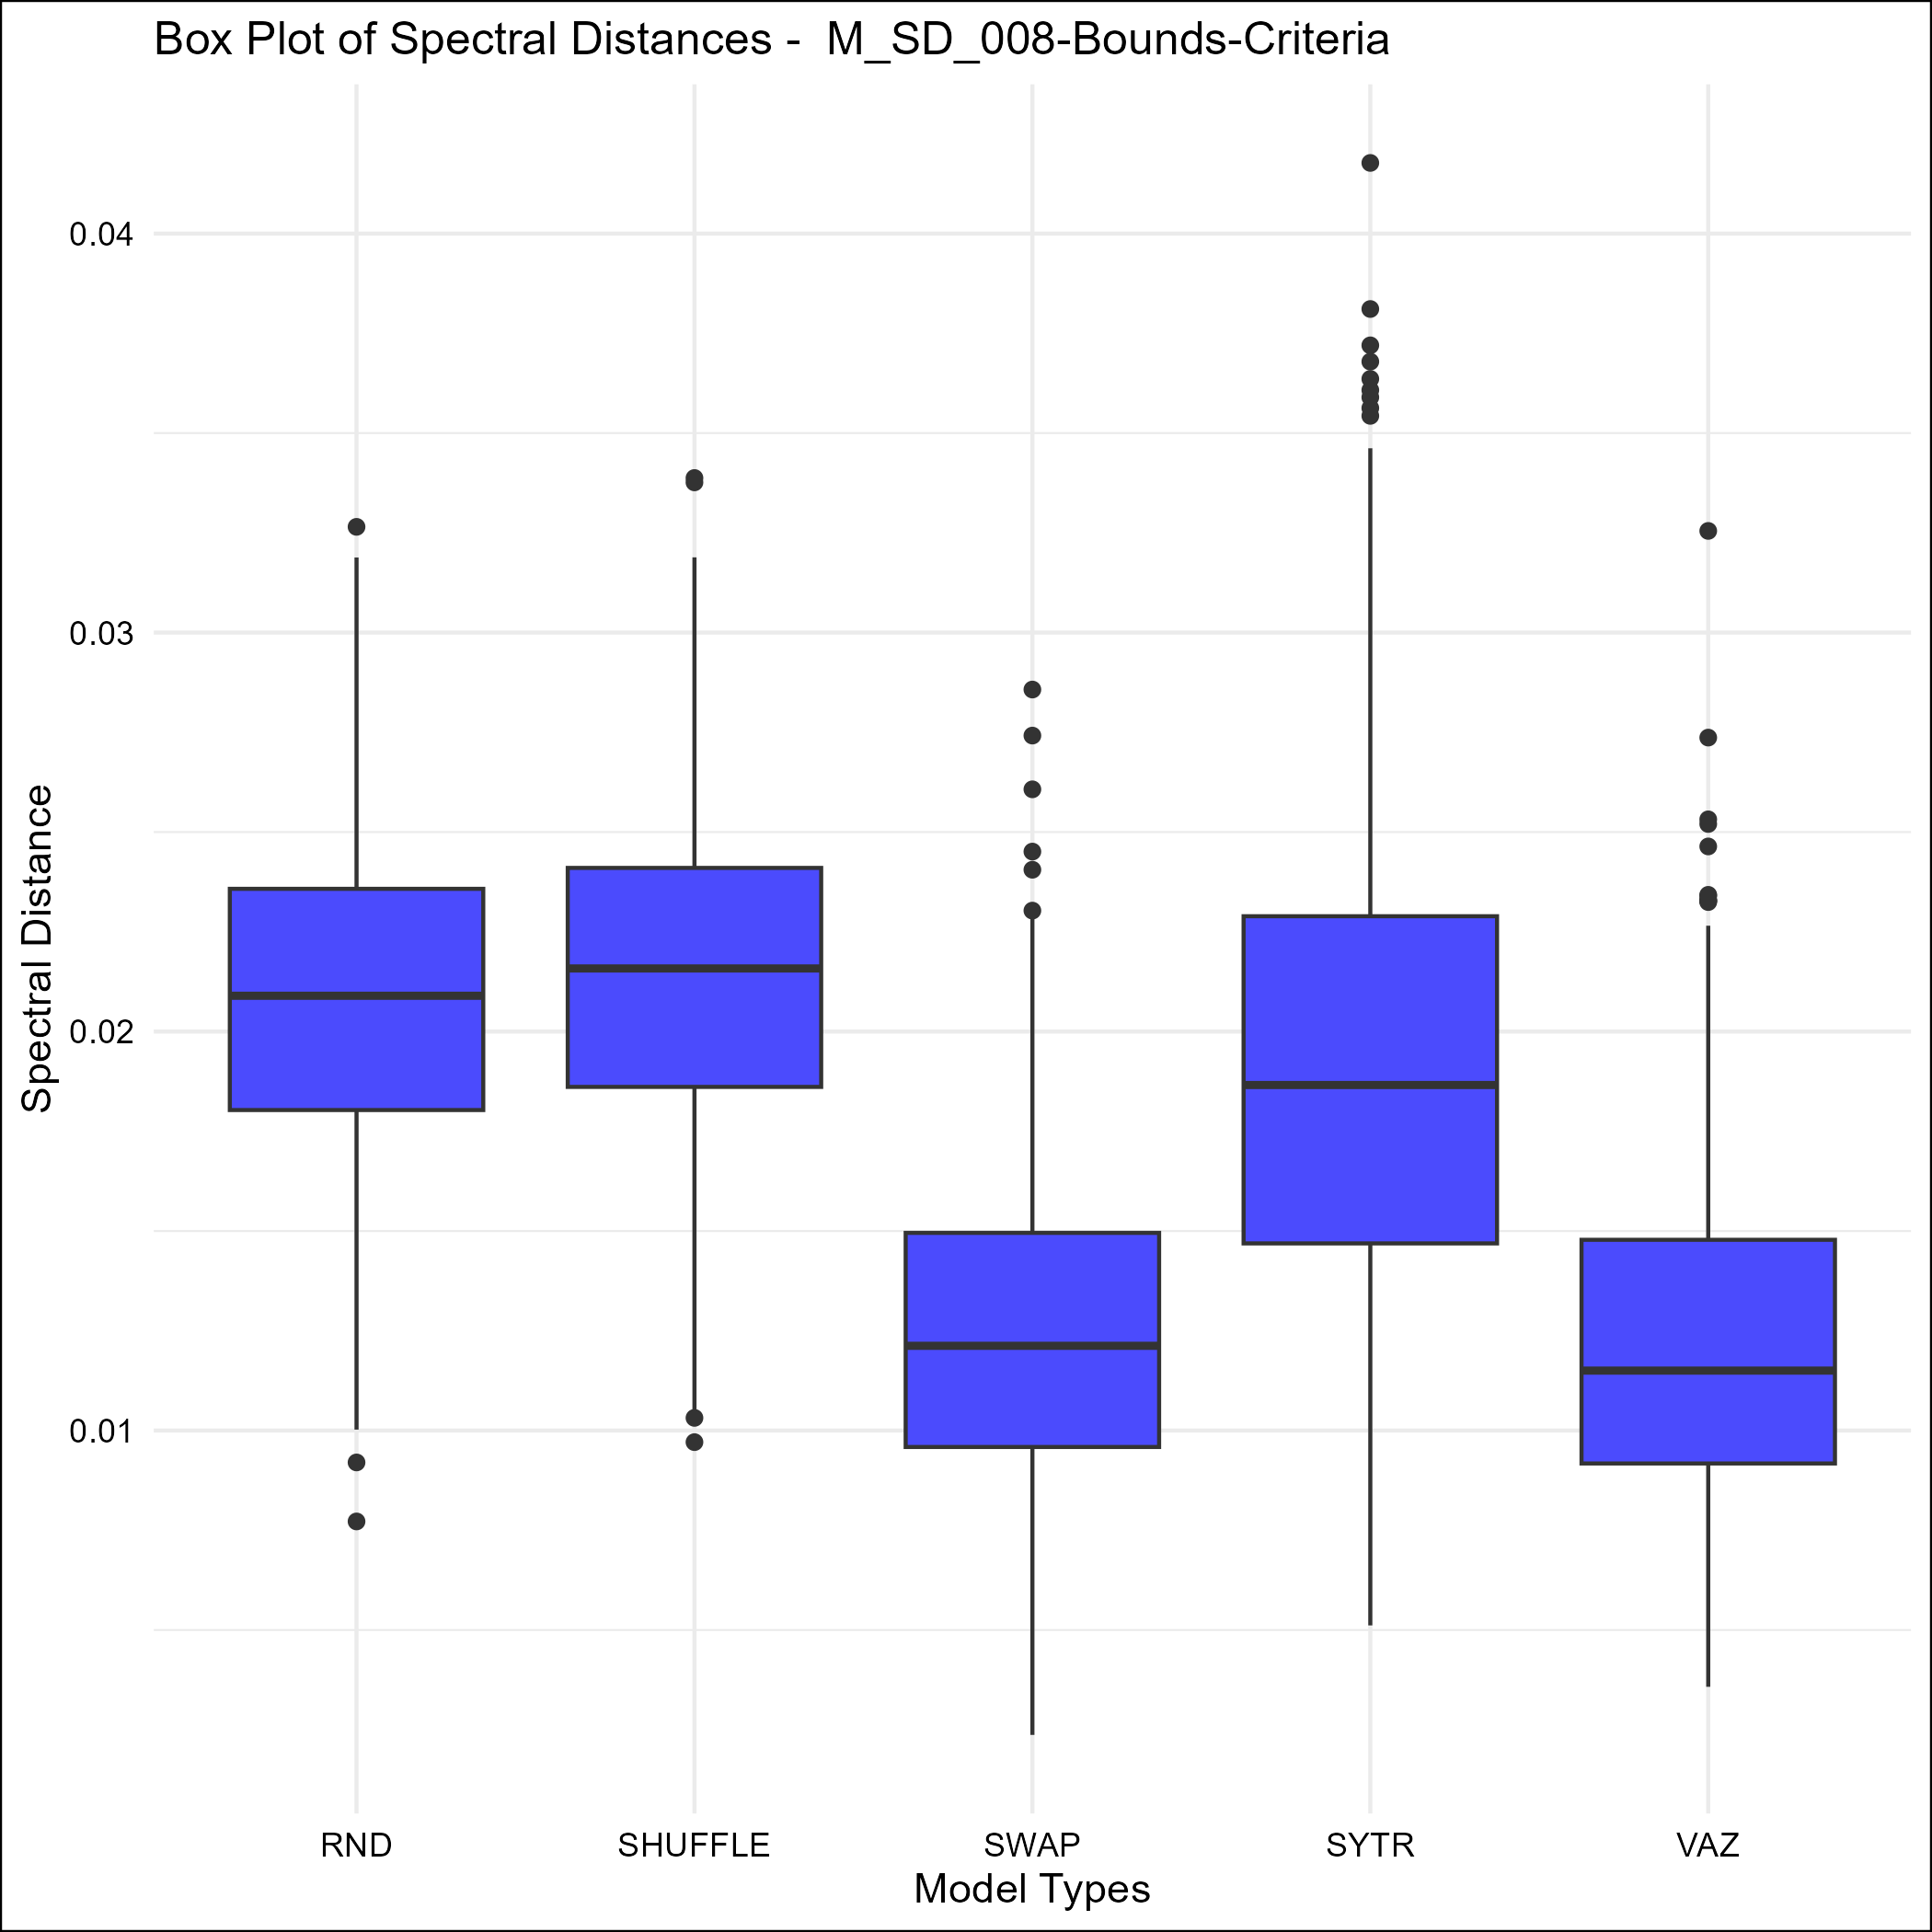 Box Plot of Spectral Distances -  M_SD_008-Bounds-Criteria
Spectral Distance
0.04
0.03
0.02
0.01
RND SHUFFLE SWAP SYTR VAZ
Model Types